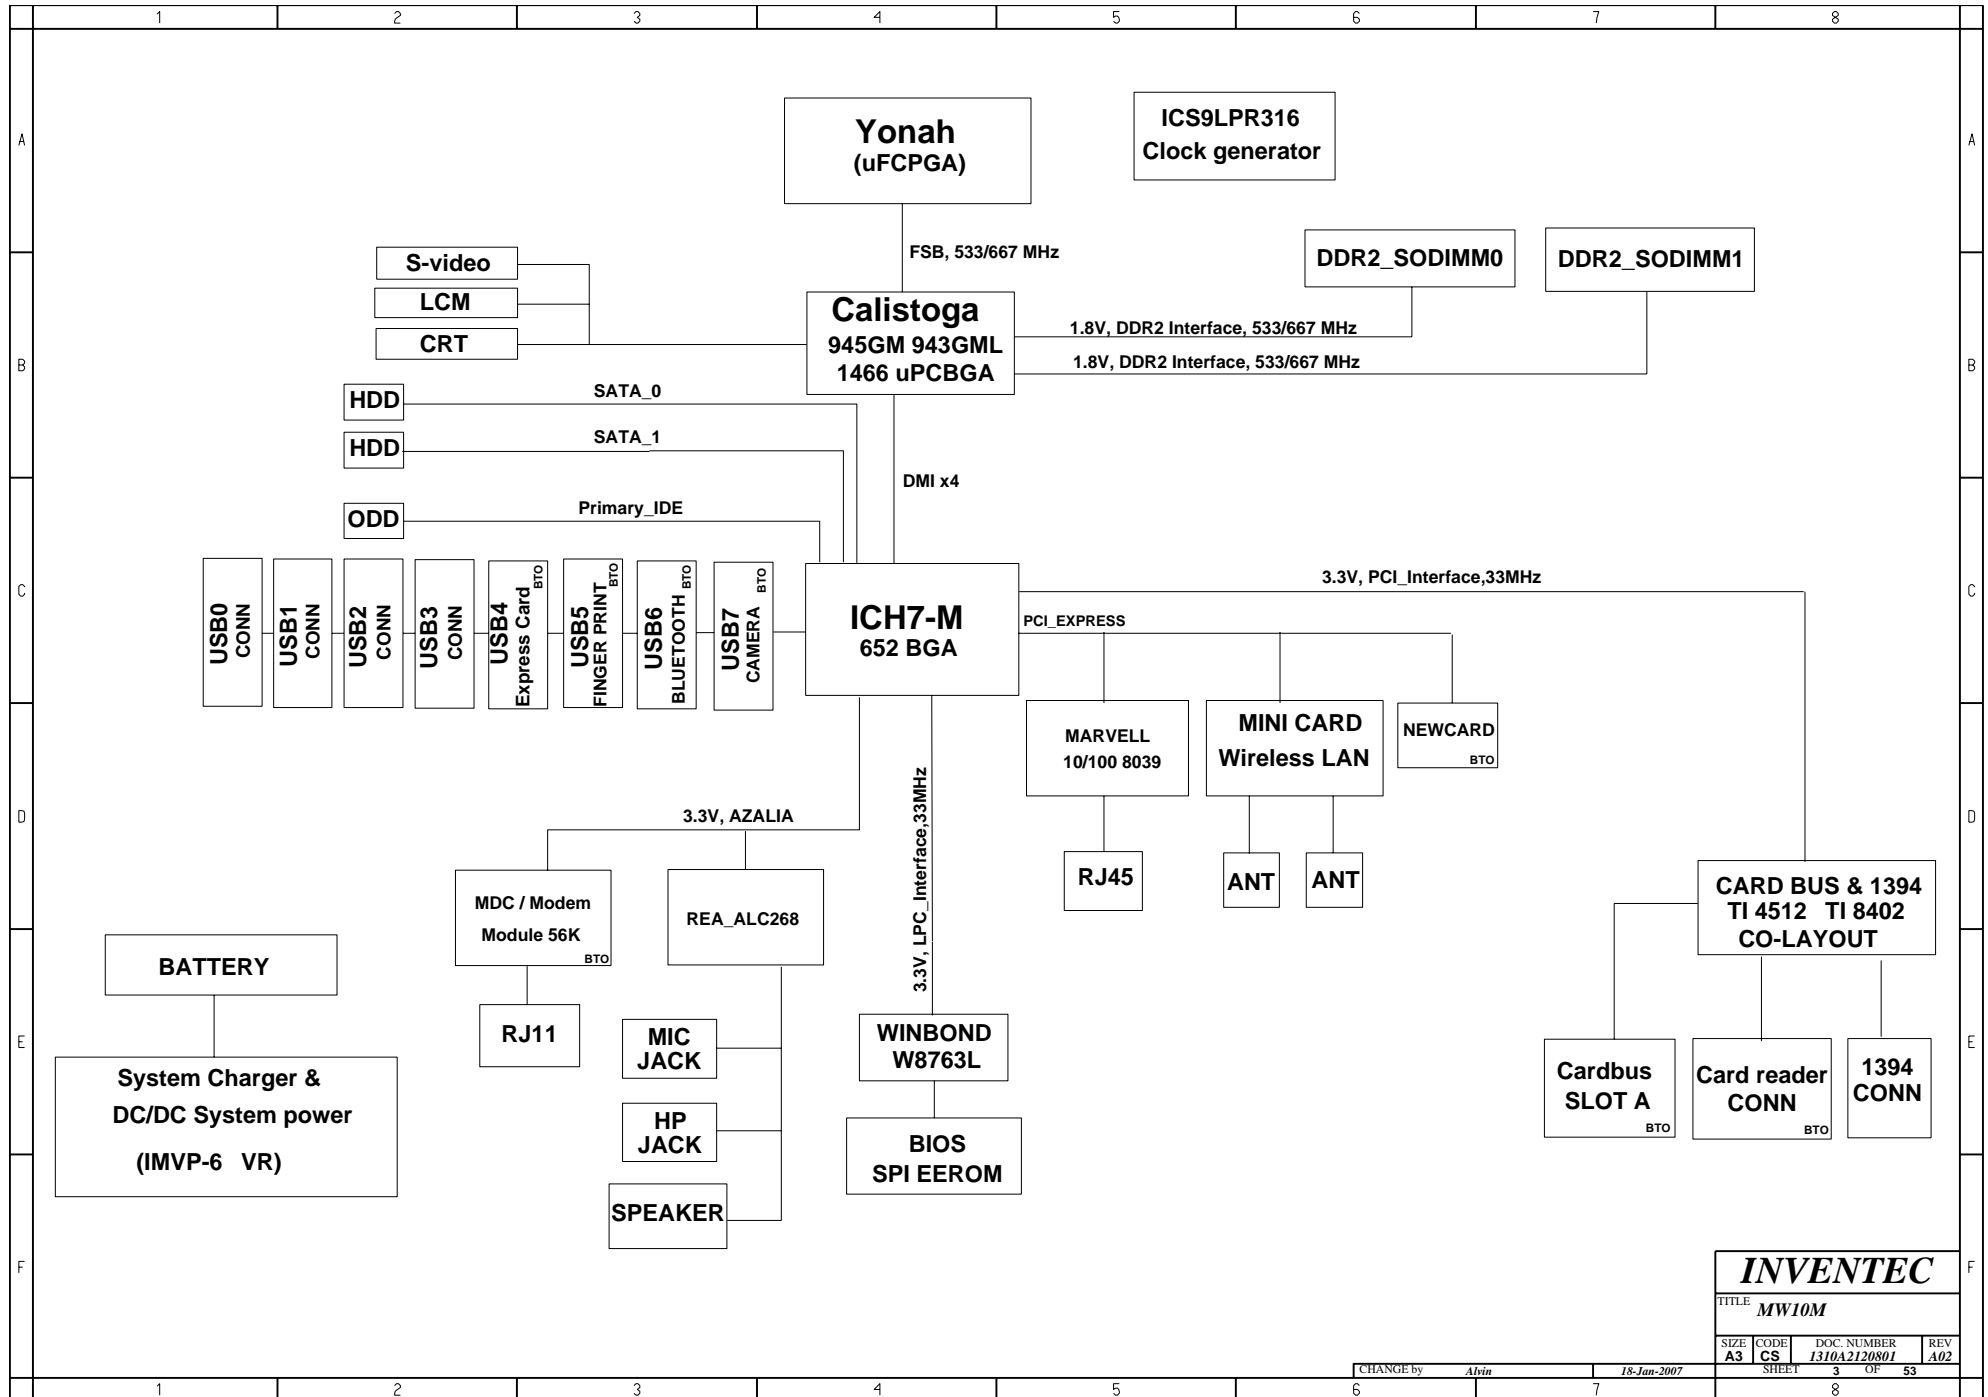 1 2 3 4 5 6 7 8
A
A
Yonah
(uFCPGA)
ICS9LPR316
Clock generator
FSB, 533/667 MHz
S-video
LCM
CRT
DDR2_SODIMM0
DDR2_SODIMM1
Calistoga
945GM 943GML
1466 uPCBGA
1.8V, DDR2 Interface, 533/667 MHz
1.8V, DDR2 Interface, 533/667 MHz
B
B
HDD
SATA_0
HDD
SATA_1
DMI x4
ODD
Primary_IDE
C
C
USB0
CONN
USB1
CONN
USB2
CONN
USB3
CONN
USB4
Express Card
BTO
USB5
FINGER PRINT
BTO
USB6
BLUETOOTH
BTO
USB7
CAMERA
BTO
ICH7-M
652 BGA
3.3V, PCI_Interface,33MHz
PCI_EXPRESS
MARVELL
10/100 8039
MINI CARD
Wireless LAN
NEWCARD
BTO
D
D
3.3V, AZALIA
3.3V, LPC_Interface,33MHz
RJ45
ANT
ANT
CARD BUS & 1394
TI 4512 TI 8402
CO-LAYOUT
MDC / Modem
Module 56K
BTO
REA_ALC268
BATTERY
RJ11
MIC
JACK
WINBOND
W8763L
E
E
System Charger &
DC/DC System power
(IMVP-6 VR)
HP
JACK
BIOS
SPI EEROM
SPEAKER
Cardbus
SLOT A
BTO
Card reader
CONN
BTO
1394
CONN
F
F
INVENTEC
TITLE
MW10M
SIZE CODE DOC. NUMBER REV
A3 CS 1310A2120801 A02
CHANGE by Alvin 18-Jan-2007 SHEET 3 OF 53
1 2 3 4 5 6 7 8